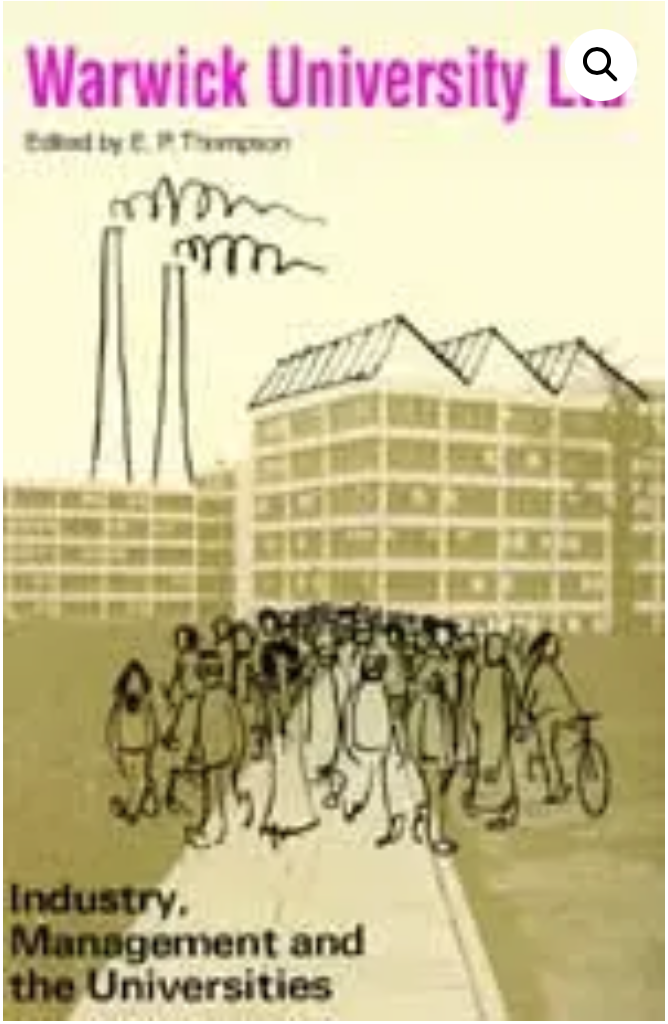 Warwick University
Edited by E. P. Thompson
Industry,
Management and
the Universities